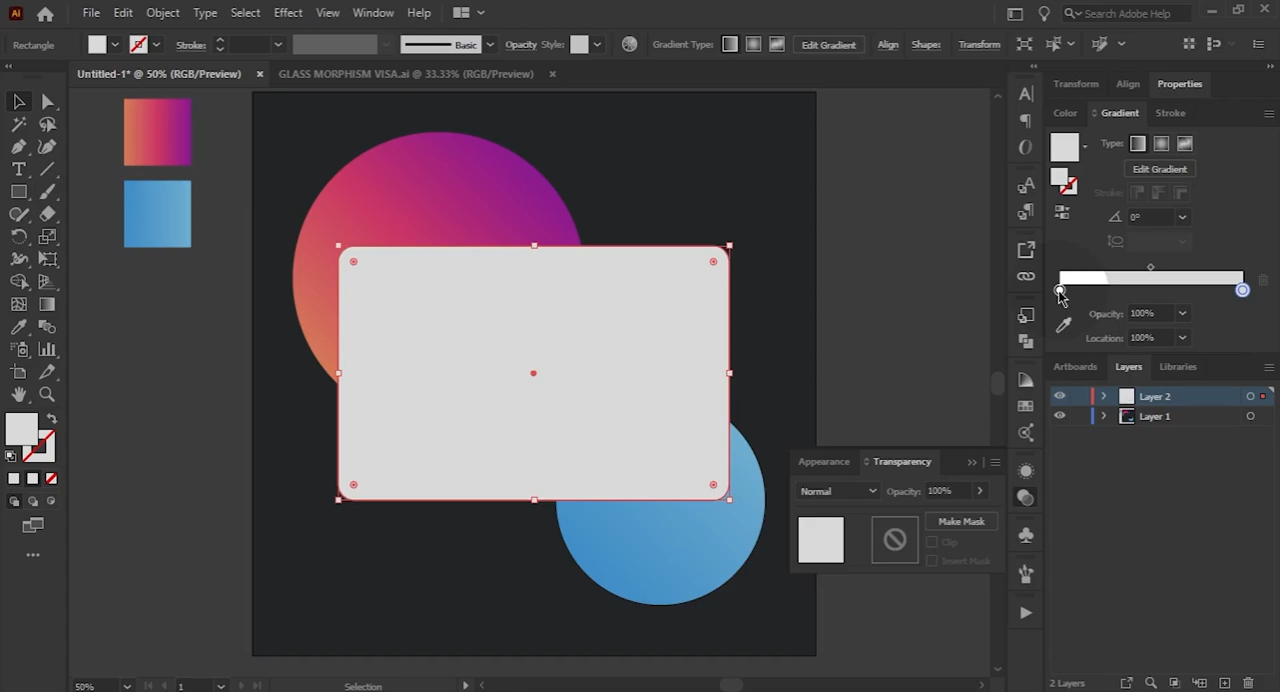 Ai File Edit Object Type Select Effect View Window Help Search Adobe Help
Rectangle Stroke: Basic Opacity Style: Gradient Type: Edit Gradient Align Shape: Transform
Untitled-1* @ 50% (RGB/Preview) × GLASS MORPHISM VISA.ai @ 33.33% (RGB/Preview) ×
Transform Align Properties
Color Gradient Stroke
Type:
Edit Gradient
Stroke:
0°
Opacity: 100%
Location: 100%
Artboards Layers Libraries
Layer 2
Layer 1
Appearance Transparency
Normal Opacity: 100%
Make Mask
Clip
Invert Mask
50% 1 Selection
2 Layers